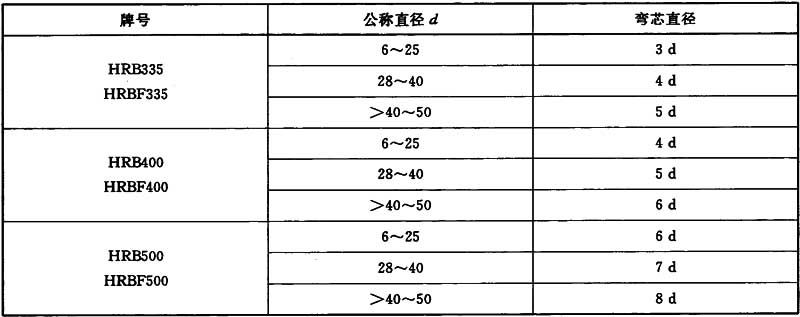 牌号 公称直径 d 弯芯直径
HRB335
HRBF335
6～25 3 d
28～40 4 d
>40～50 5 d
HRB400
HRBF400
6～25 4 d
28～40 5 d
>40～50 6 d
HRB500
HRBF500
6～25 6 d
28～40 7 d
>40～50 8 d